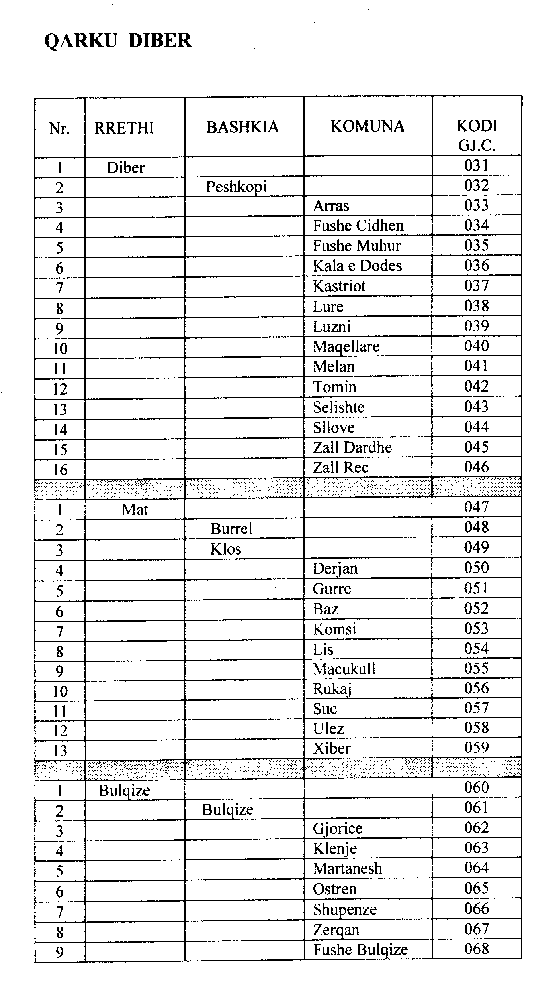 QARKU DIBER
Nr. RRETHI BASHKIA KOMUNA KODI
GJ.C.
1 Diber 031
2 Peshkopi 032
3 Arras 033
4 Fushe Cidhen 034
5 Fushe Muhur 035
6 Kala e Dodes 036
7 Kastriot 037
8 Lure 038
9 Luzni 039
10 Maqellare 040
11 Melan 041
12 Tomin 042
13 Selishte 043
14 Sllove 044
15 Zall Dardhe 045
16 Zall Rec 046
1 Mat 047
2 Burrel 048
3 Klos 049
4 Derjan 050
5 Gurre 051
6 Baz 052
7 Komsi 053
8 Lis 054
9 Macukull 055
10 Rukaj 056
11 Suc 057
12 Ulez 058
13 Xiber 059
1 Bulqize 060
2 Bulqize 061
3 Gjorice 062
4 Klenje 063
5 Martanesh 064
6 Ostren 065
7 Shupenze 066
8 Zerqan 067
9 Fushe Bulqize 068